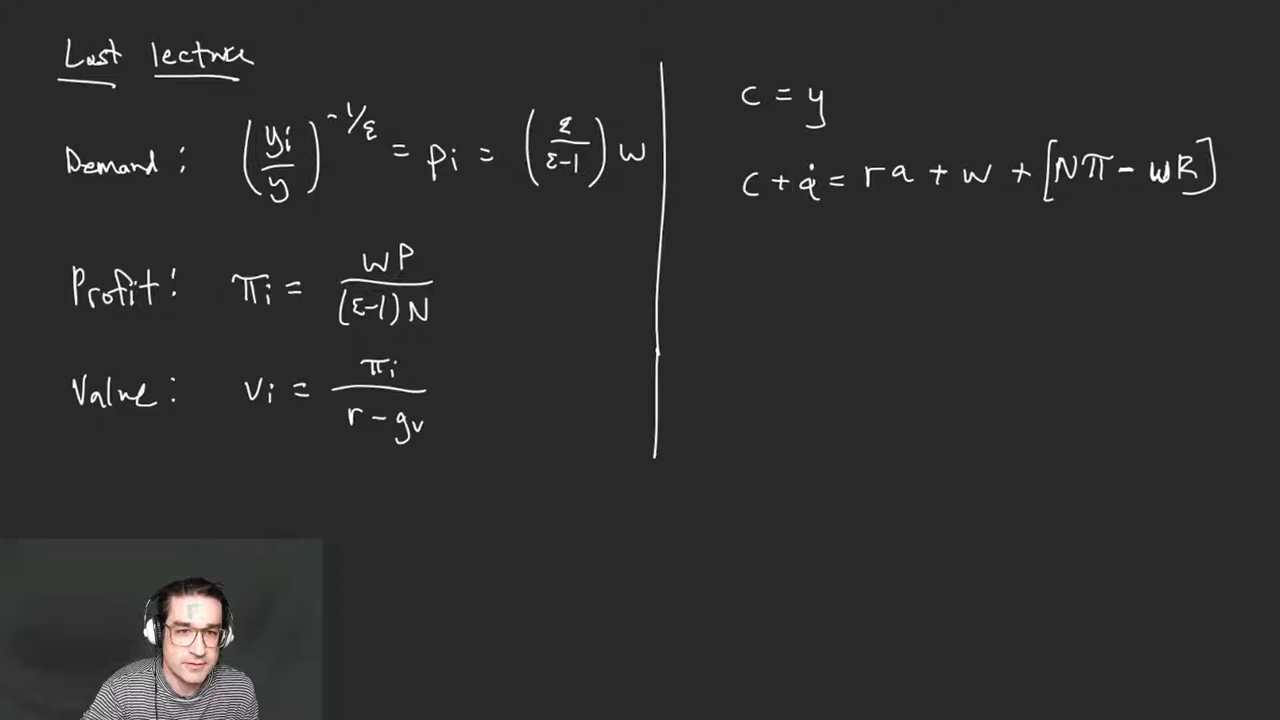 Last lecture
Demand: (yi/y)^(-1/ε) = pi = (ε/(ε-1)) w
Profit: πi = wP/((ε-1)N)
Value: vi = πi/(r - gv)
c = y
c + ȧ = ra + w + [Nπ - wR]